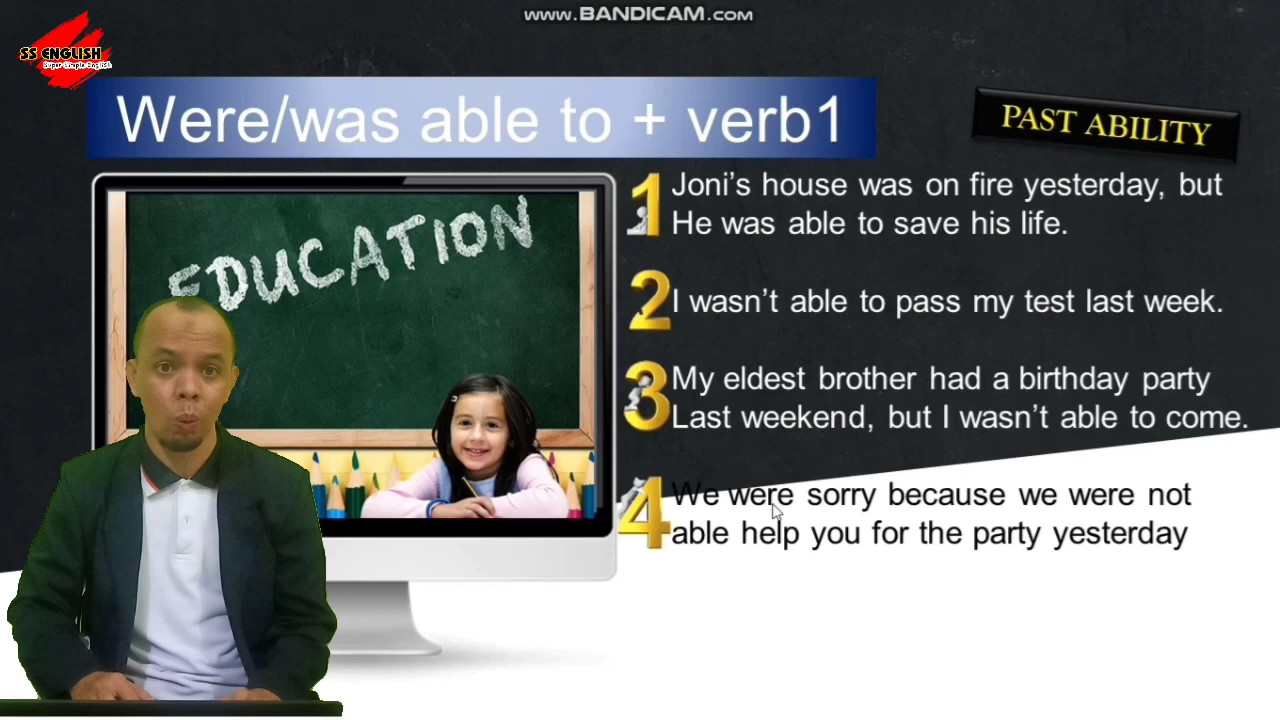 www.BANDICAM.com
SS ENGLISH
Super Simple English
Were/was able to + verb1
PAST ABILITY
EDUCATION
1 Joni’s house was on fire yesterday, but
He was able to save his life.
2 I wasn’t able to pass my test last week.
3 My eldest brother had a birthday party
Last weekend, but I wasn’t able to come.
4 We were sorry because we were not
able help you for the party yesterday